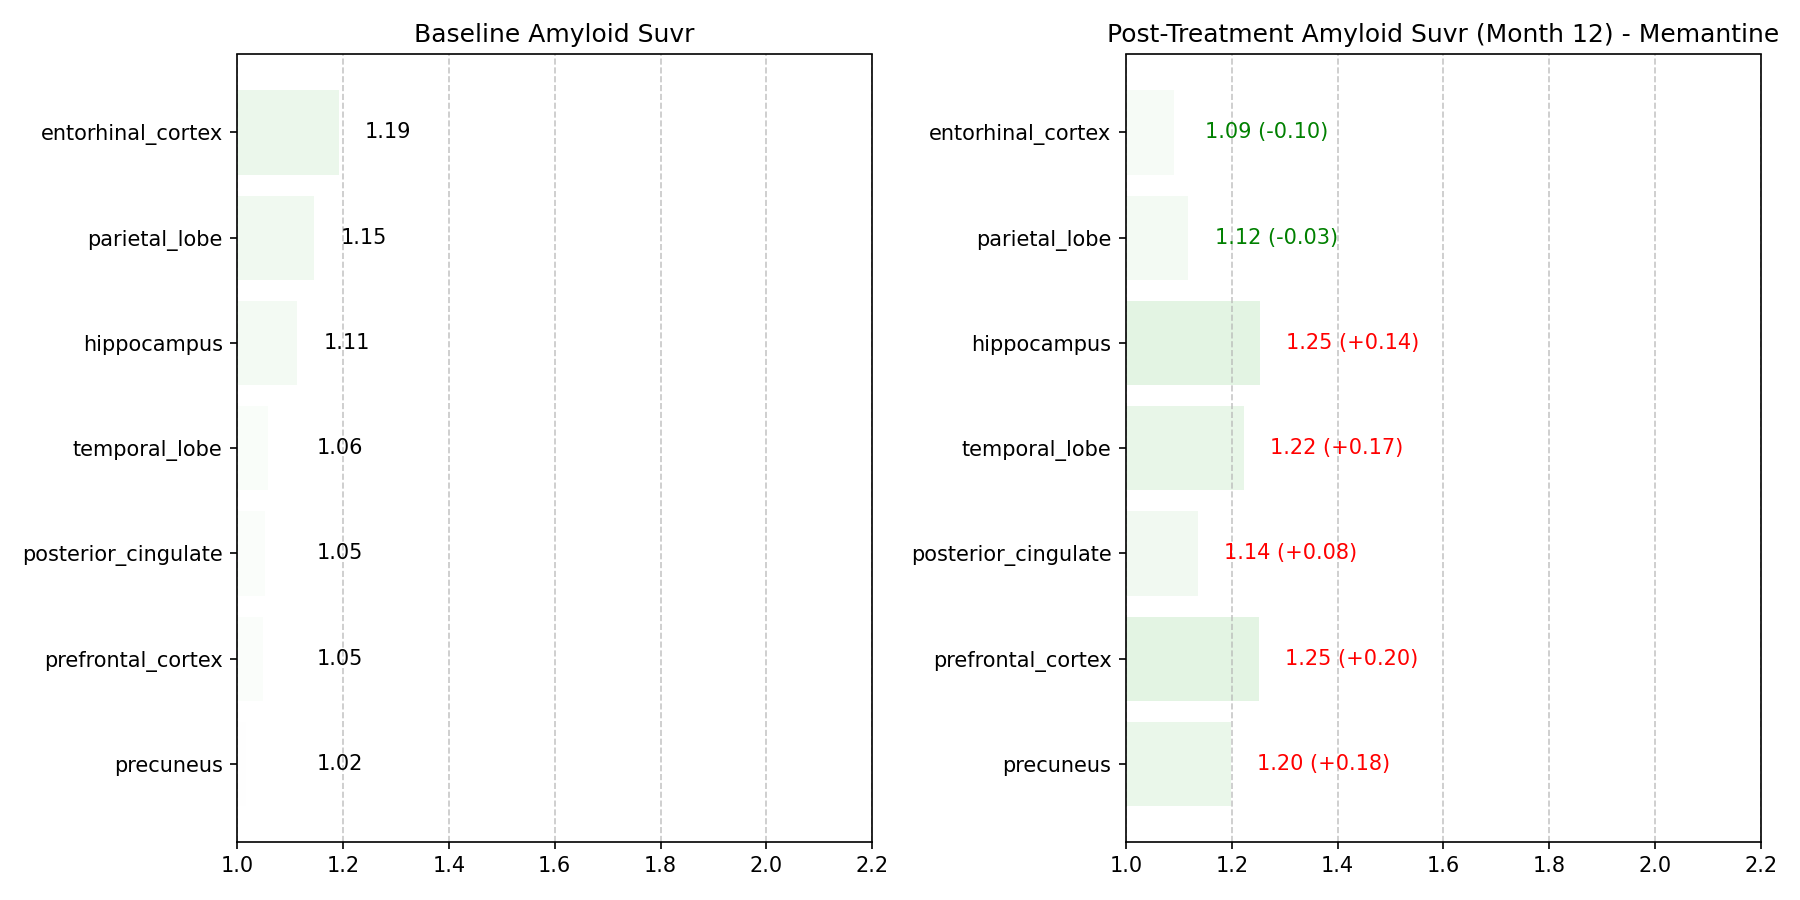 Baseline Amyloid Suvr
entorhinal_cortex 1.19
parietal_lobe 1.15
hippocampus 1.11
temporal_lobe 1.06
posterior_cingulate 1.05
prefrontal_cortex 1.05
precuneus 1.02
1.0 1.2 1.4 1.6 1.8 2.0 2.2
Post-Treatment Amyloid Suvr (Month 12) - Memantine
entorhinal_cortex 1.09 (-0.10)
parietal_lobe 1.12 (-0.03)
hippocampus 1.25 (+0.14)
temporal_lobe 1.22 (+0.17)
posterior_cingulate 1.14 (+0.08)
prefrontal_cortex 1.25 (+0.20)
precuneus 1.20 (+0.18)
1.0 1.2 1.4 1.6 1.8 2.0 2.2